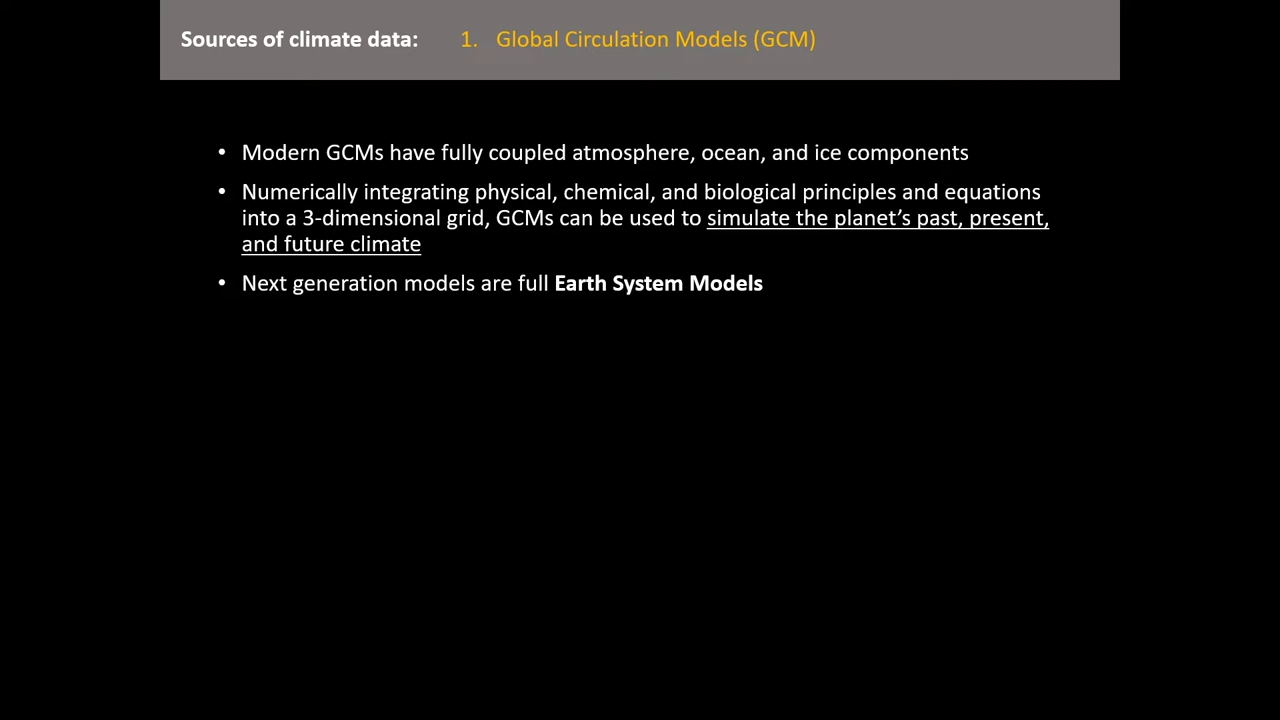 Sources of climate data: 1. Global Circulation Models (GCM)
• Modern GCMs have fully coupled atmosphere, ocean, and ice components
• Numerically integrating physical, chemical, and biological principles and equations
into a 3-dimensional grid, GCMs can be used to simulate the planet’s past, present,
and future climate
• Next generation models are full Earth System Models